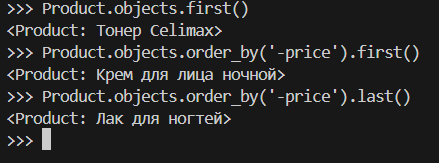 >>> Product.objects.first()
<Product: Тонер Celimax>
>>> Product.objects.order_by('-price').first()
<Product: Крем для лица ночной>
>>> Product.objects.order_by('-price').last()
<Product: Лак для ногтей>
>>>